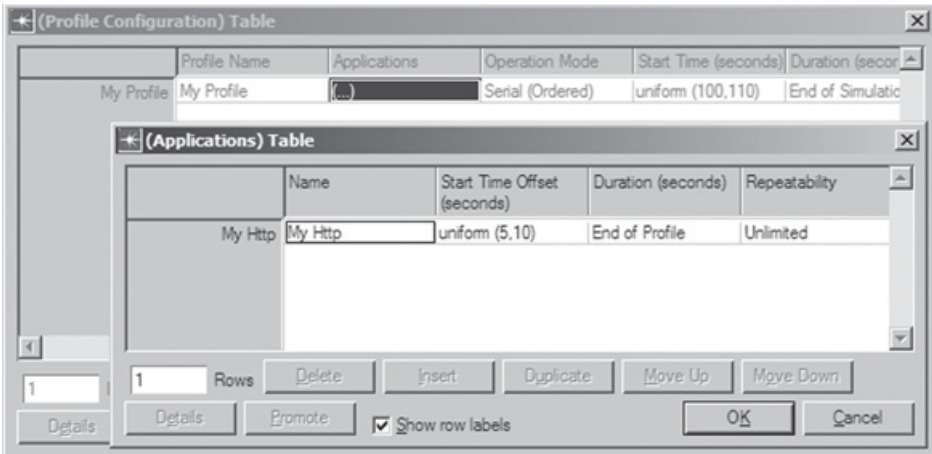 (Profile Configuration) Table
Profile Name Applications Operation Mode Start Time (seconds) Duration (secor
My Profile My Profile (...) Serial (Ordered) uniform (100,110) End of Simulatic
(Applications) Table
Name Start Time Offset (seconds) Duration (seconds) Repeatability
My Http My Http uniform (5,10) End of Profile Unlimited
1
1 Rows Delete Insert Duplicate Move Up Move Down
Details
Details Promote Show row labels OK Cancel